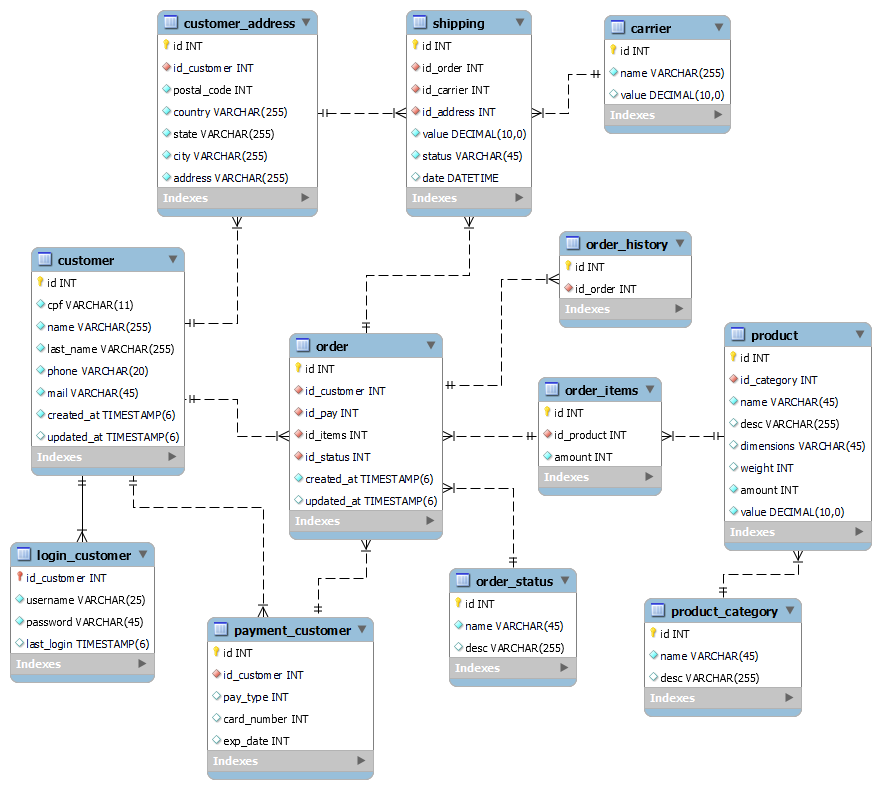 customer_address
id INT
id_customer INT
postal_code INT
country VARCHAR(255)
state VARCHAR(255)
city VARCHAR(255)
address VARCHAR(255)
Indexes
shipping
id INT
id_order INT
id_carrier INT
id_address INT
value DECIMAL(10,0)
status VARCHAR(45)
date DATETIME
Indexes
carrier
id INT
name VARCHAR(255)
value DECIMAL(10,0)
Indexes
customer
id INT
cpf VARCHAR(11)
name VARCHAR(255)
last_name VARCHAR(255)
phone VARCHAR(20)
mail VARCHAR(45)
created_at TIMESTAMP(6)
updated_at TIMESTAMP(6)
Indexes
order_history
id INT
id_order INT
Indexes
order
id INT
id_customer INT
id_pay INT
id_items INT
id_status INT
created_at TIMESTAMP(6)
updated_at TIMESTAMP(6)
Indexes
order_items
id INT
id_product INT
amount INT
Indexes
product
id INT
id_category INT
name VARCHAR(45)
desc VARCHAR(255)
dimensions VARCHAR(45)
weight INT
amount INT
value DECIMAL(10,0)
Indexes
login_customer
id_customer INT
username VARCHAR(25)
password VARCHAR(45)
last_login TIMESTAMP(6)
Indexes
payment_customer
id INT
id_customer INT
pay_type INT
card_number INT
exp_date INT
Indexes
order_status
id INT
name VARCHAR(45)
desc VARCHAR(255)
Indexes
product_category
id INT
name VARCHAR(45)
desc VARCHAR(255)
Indexes